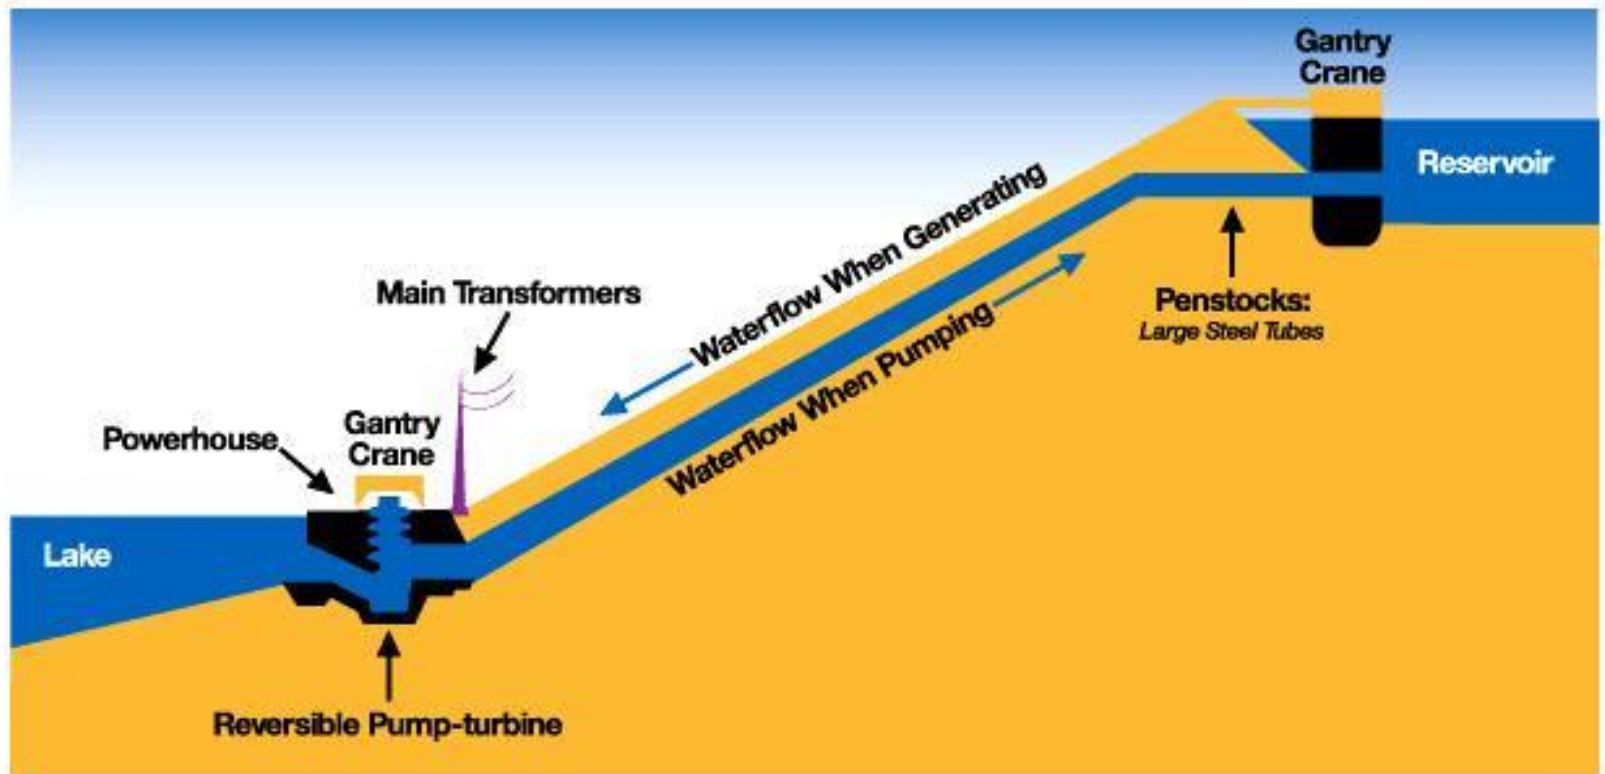 Gantry
Crane
Reservoir
Waterflow When Generating
Main Transformers
Penstocks:
Large Steel Tubes
Waterflow When Pumping
Powerhouse
Gantry
Crane
Lake
Reversible Pump-turbine